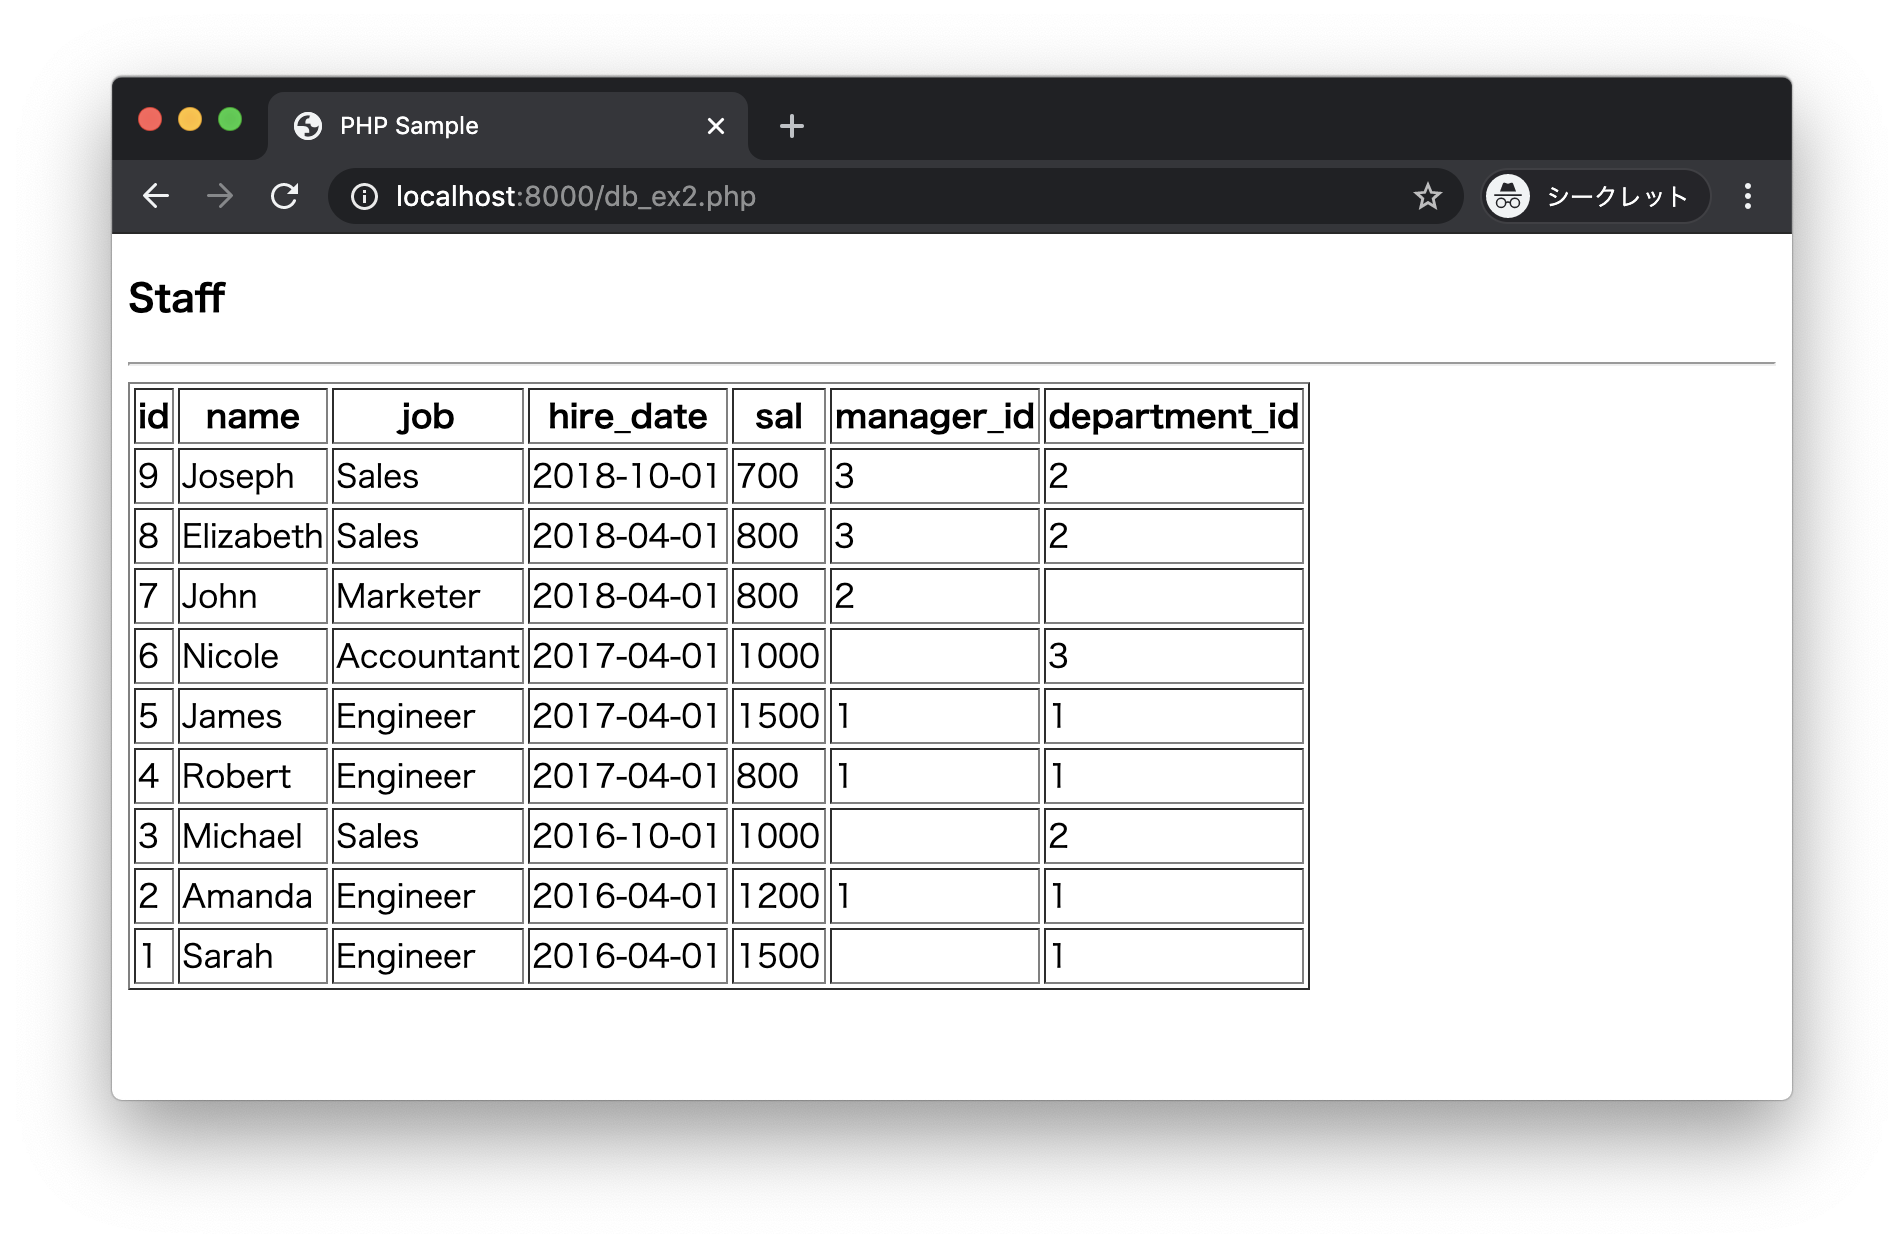 PHP Sample
localhost:8000/db_ex2.php シークレット
Staff
id name job hire_date sal manager_id department_id
9 Joseph Sales 2018-10-01 700 3 2
8 Elizabeth Sales 2018-04-01 800 3 2
7 John Marketer 2018-04-01 800 2
6 Nicole Accountant 2017-04-01 1000 3
5 James Engineer 2017-04-01 1500 1 1
4 Robert Engineer 2017-04-01 800 1 1
3 Michael Sales 2016-10-01 1000 2
2 Amanda Engineer 2016-04-01 1200 1 1
1 Sarah Engineer 2016-04-01 1500 1